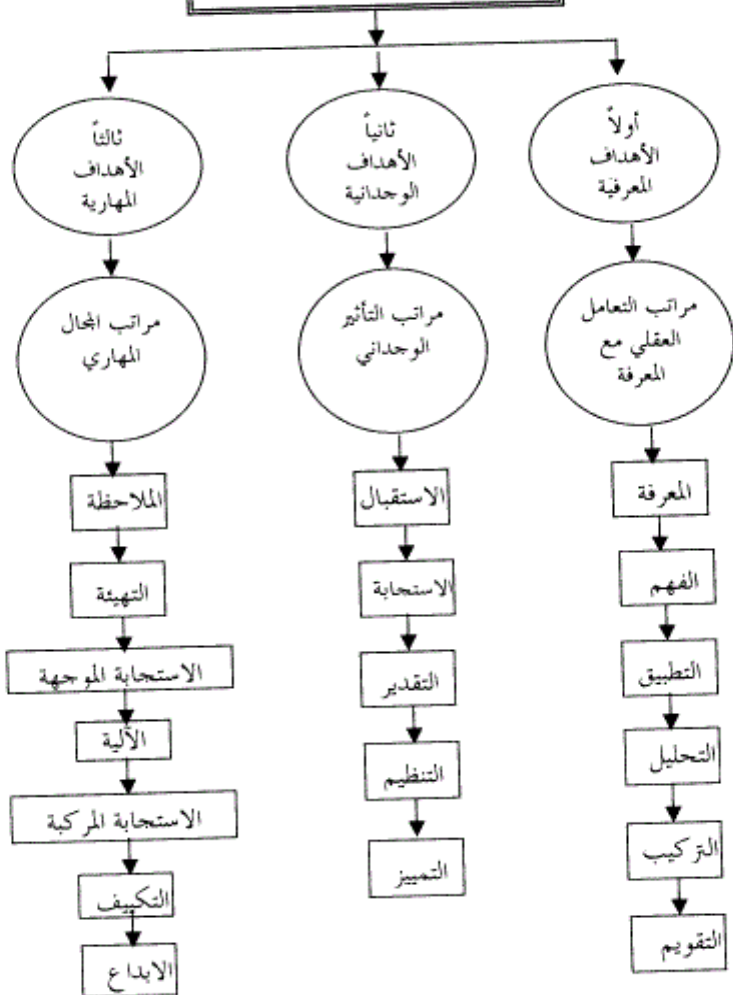 أولاً
الأهداف
المعرفية
مراتب التعامل
العقلي مع
المعرفة
المعرفة
الفهم
التطبيق
التحليل
التركيب
التقويم
ثانياً
الأهداف
الوجدانية
مراتب التأثير
الوجداني
الاستقبال
الاستجابة
التقدير
التنظيم
التمييز
ثالثاً
الأهداف
المهارية
مراتب المجال
المهاري
الملاحظة
التهيئة
الاستجابة الموجهة
الآلية
الاستجابة المركبة
التكييف
الابداع